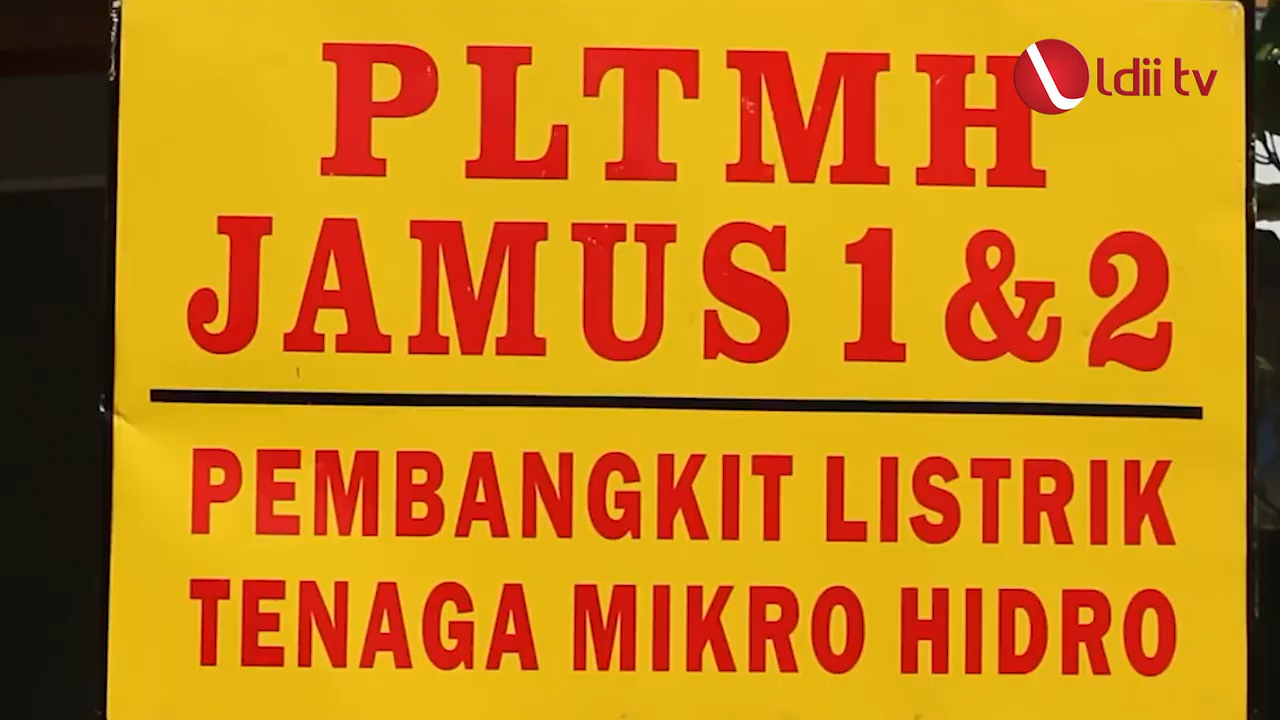 PLTMH
ldii tv
JAMUS 1 & 2
PEMBANGKIT LISTRIK
TENAGA MIKRO HIDRO